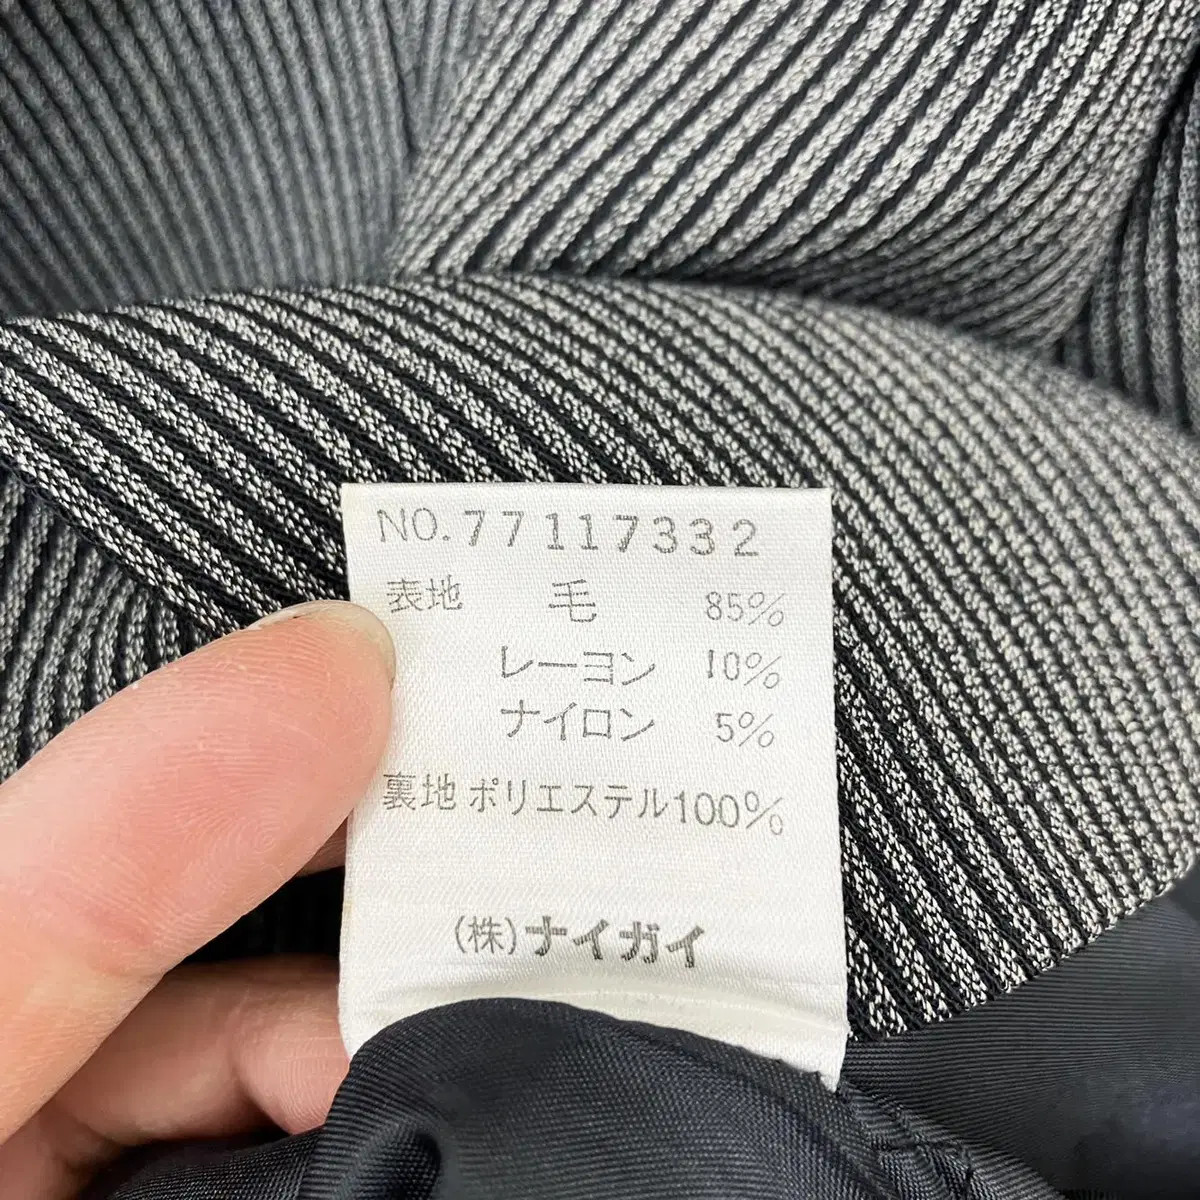 NO.77117332
表地 毛 85%
レーヨン 10%
ナイロン 5%
裏地 ポリエステル100%
(株)ナイガイ